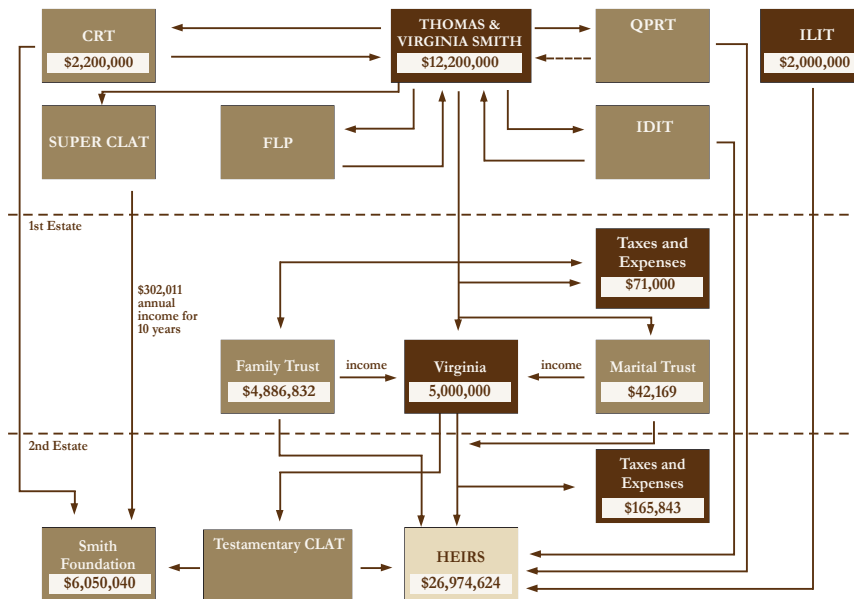 CRT
$2,200,000
THOMAS &
VIRGINIA SMITH
$12,200,000
QPRT
ILIT
$2,000,000
SUPER CLAT
FLP
IDIT
1st Estate
$302,011
annual
income for
10 years
Taxes and
Expenses
$71,000
Family Trust
$4,886,832
income
Virginia
5,000,000
income
Marital Trust
$42,169
2nd Estate
Taxes and
Expenses
$165,843
Smith
Foundation
$6,050,040
Testamentary CLAT
HEIRS
$26,974,624